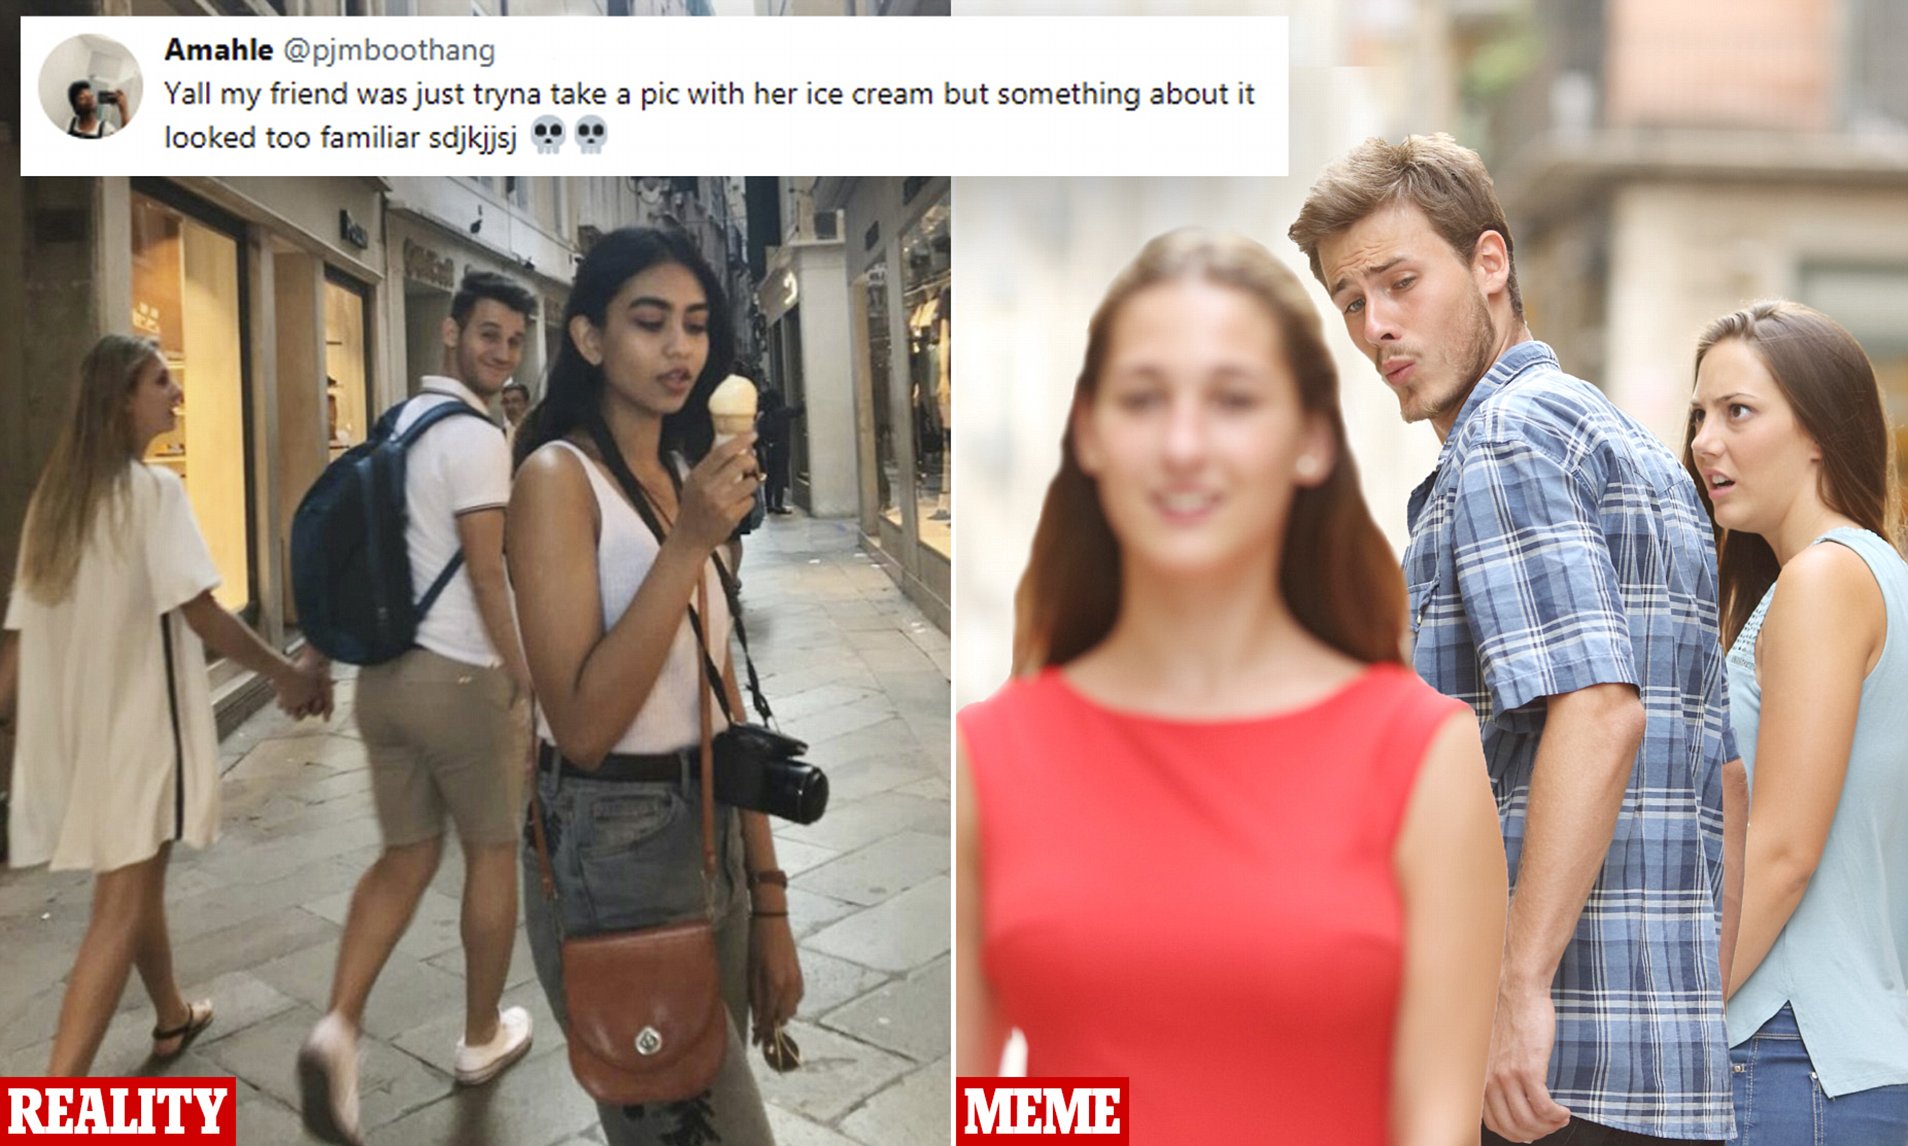 Amahle @pjmboothang
Yall my friend was just tryna take a pic with her ice cream but something about it
looked too familiar sdjkjjsj 💀💀
REALITY
MEME